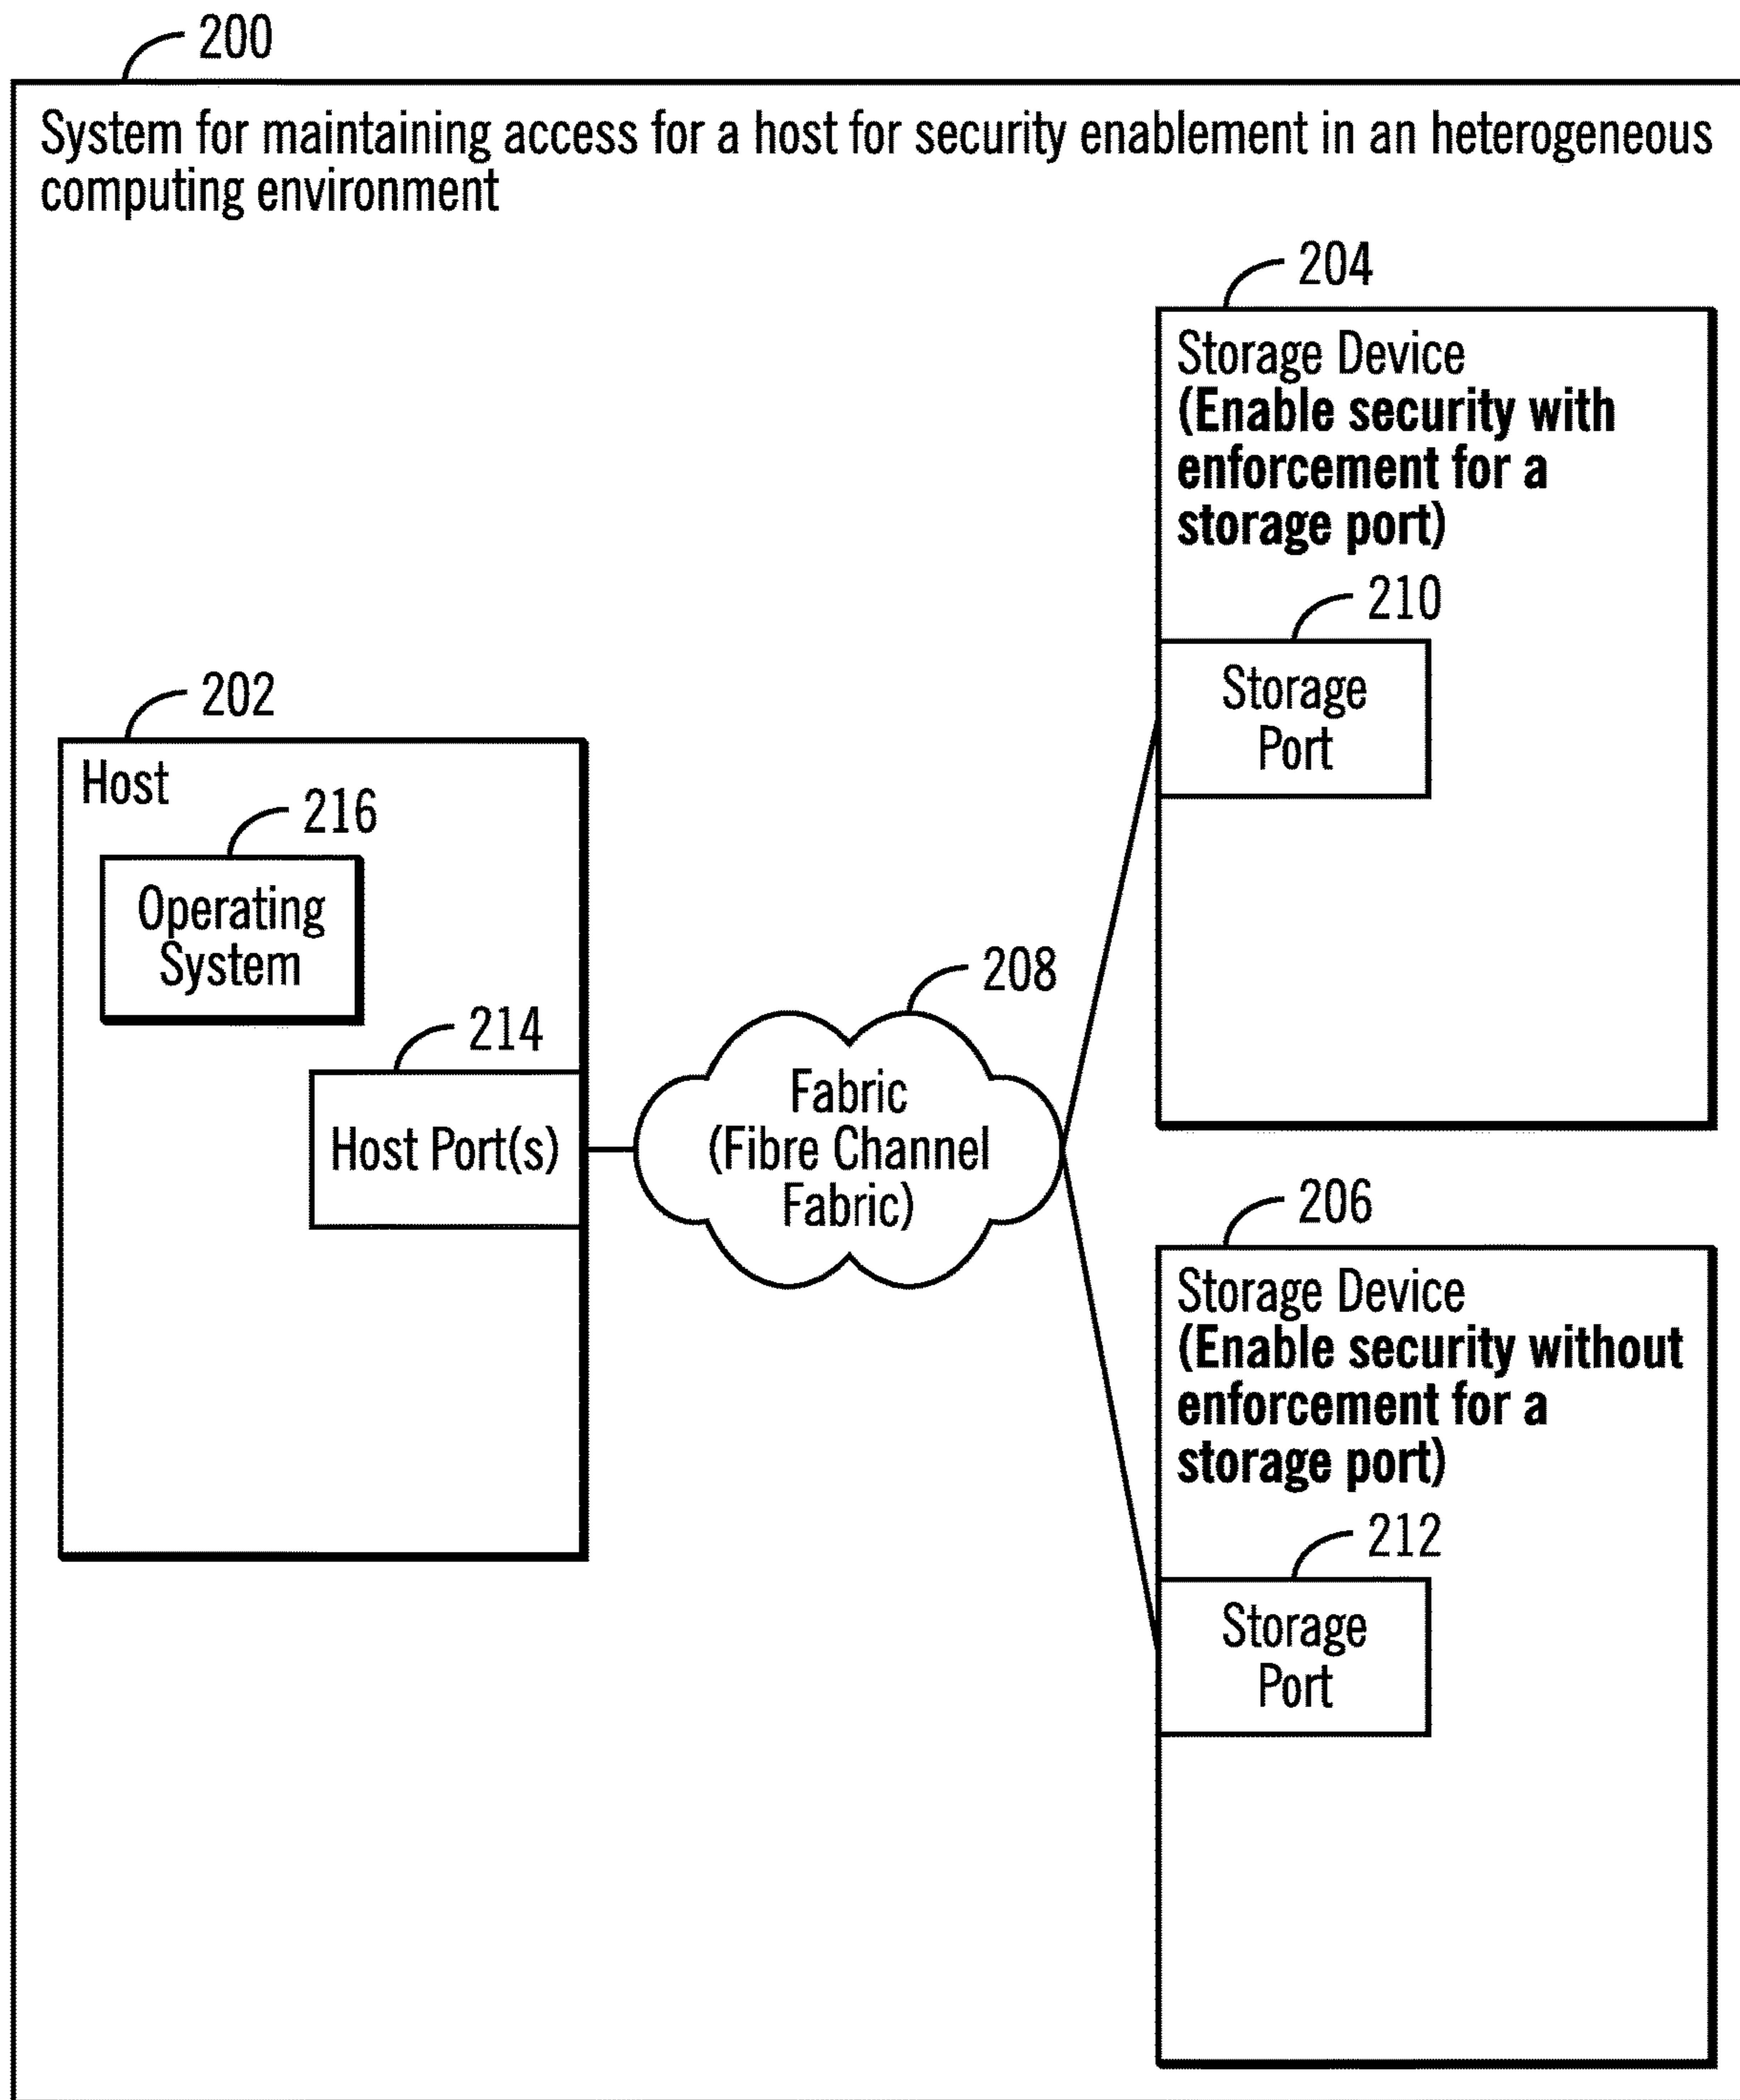 200
System for maintaining access for a host for security enablement in an heterogeneous
computing environment
204
Storage Device
(Enable security with
enforcement for a
storage port)
210
Storage
Port
202
Host
216
Operating
System
214
Host Port(s)
208
Fabric
(Fibre Channel
Fabric)
206
Storage Device
(Enable security without
enforcement for a
storage port)
212
Storage
Port